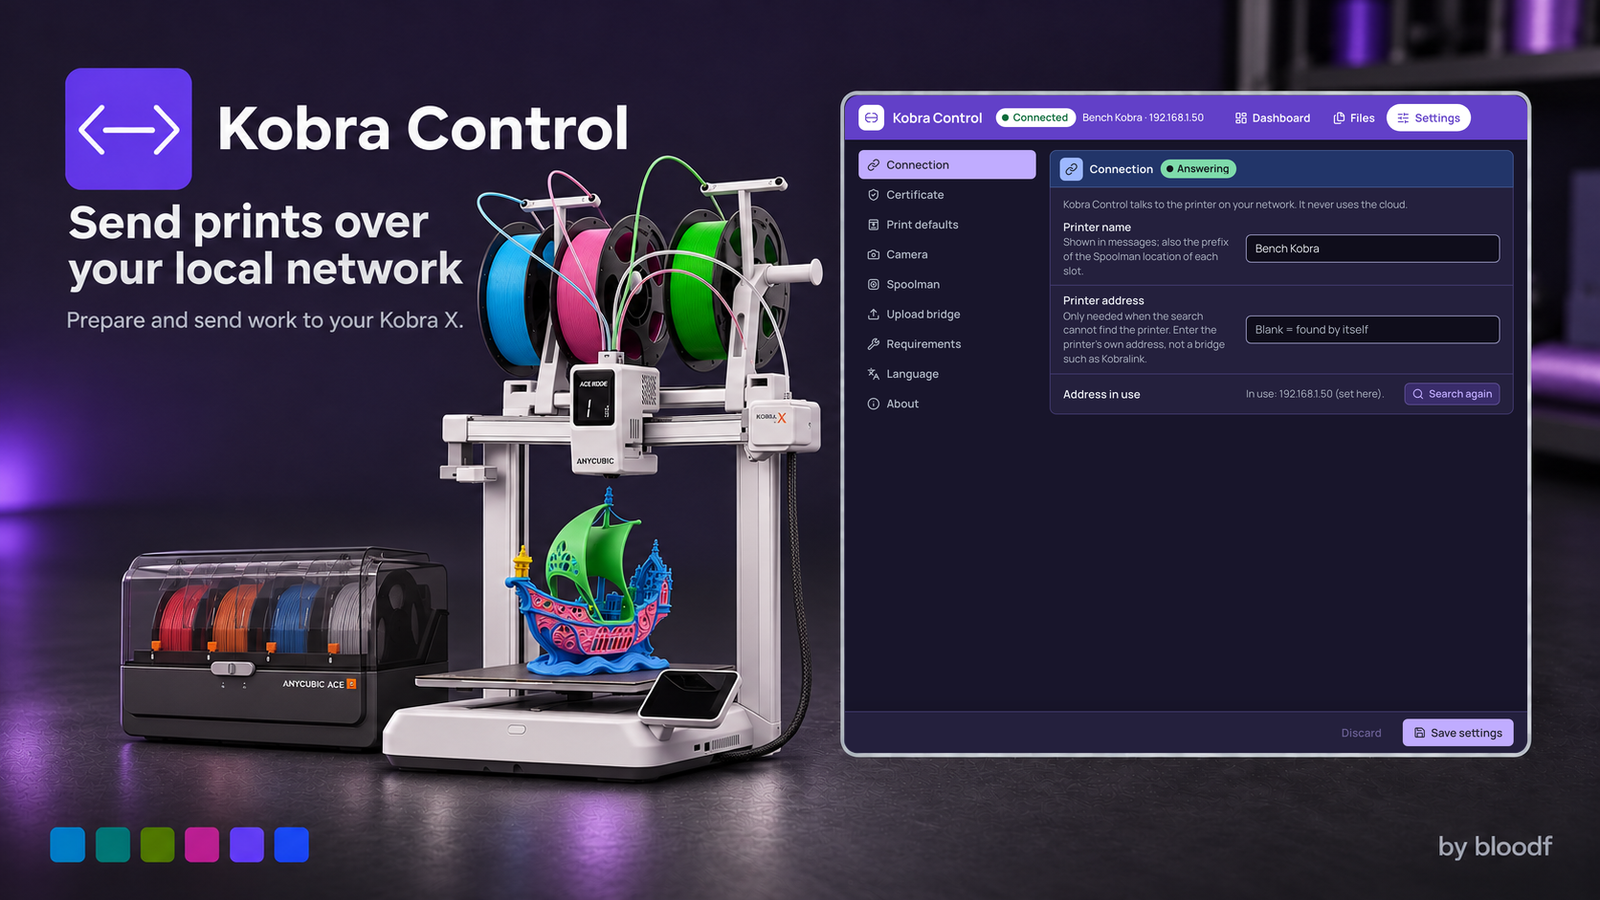 Kobra Control
Send prints over
your local network
Prepare and send work to your Kobra X.
ACE RODE
ANYCUBIC
KOBRA X
ANYCUBIC ACE
Kobra Control
Connected
Bench Kobra · 192.168.1.50
Dashboard
Files
Settings
Connection
Certificate
Print defaults
Camera
Spoolman
Upload bridge
Requirements
Language
About
Connection
Answering
Kobra Control talks to the printer on your network. It never uses the cloud.
Printer name
Shown in messages; also the prefix
of the Spoolman location of each
slot.
Bench Kobra
Printer address
Only needed when the search
cannot find the printer. Enter the
printer's own address, not a bridge
such as Kobralink.
Blank = found by itself
Address in use
In use: 192.168.1.50 (set here).
Search again
Discard
Save settings
by bloodf